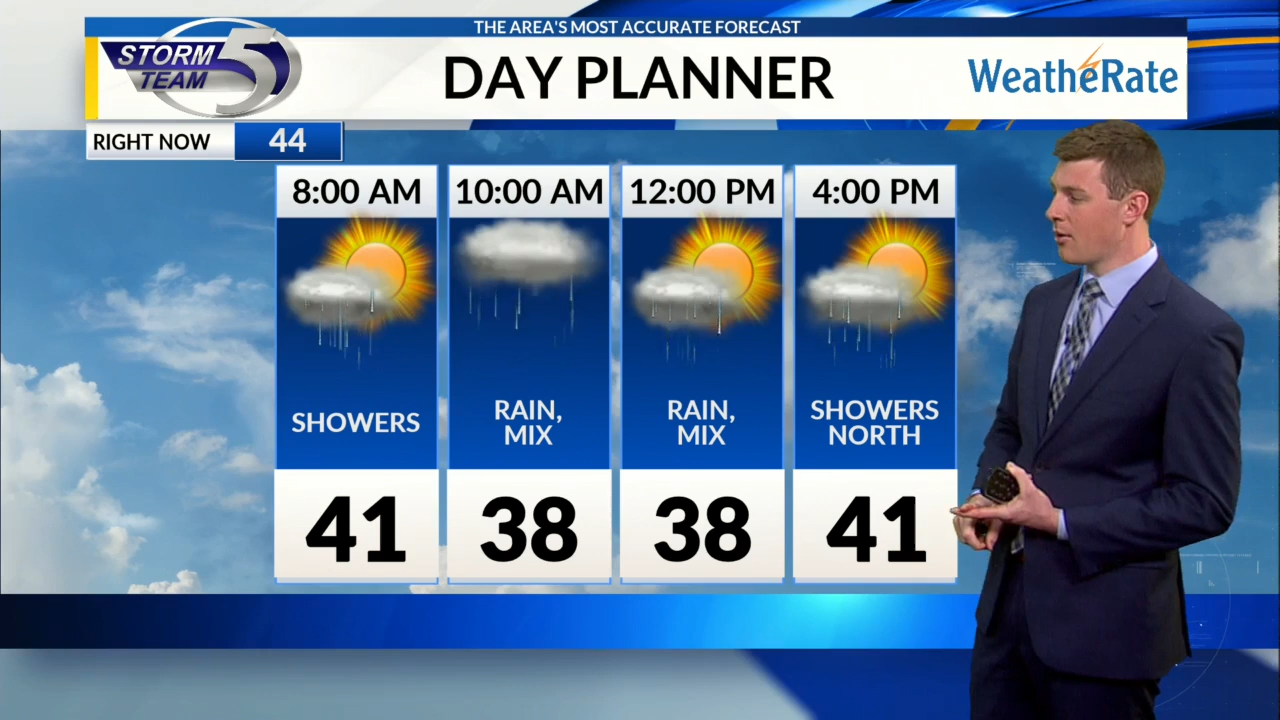 THE AREA'S MOST ACCURATE FORECAST
STORM
TEAM
5
DAY PLANNER
WeatheRate
RIGHT NOW
44
8:00 AM
10:00 AM
12:00 PM
4:00 PM
SHOWERS
RAIN,
MIX
RAIN,
MIX
SHOWERS
NORTH
41
38
38
41